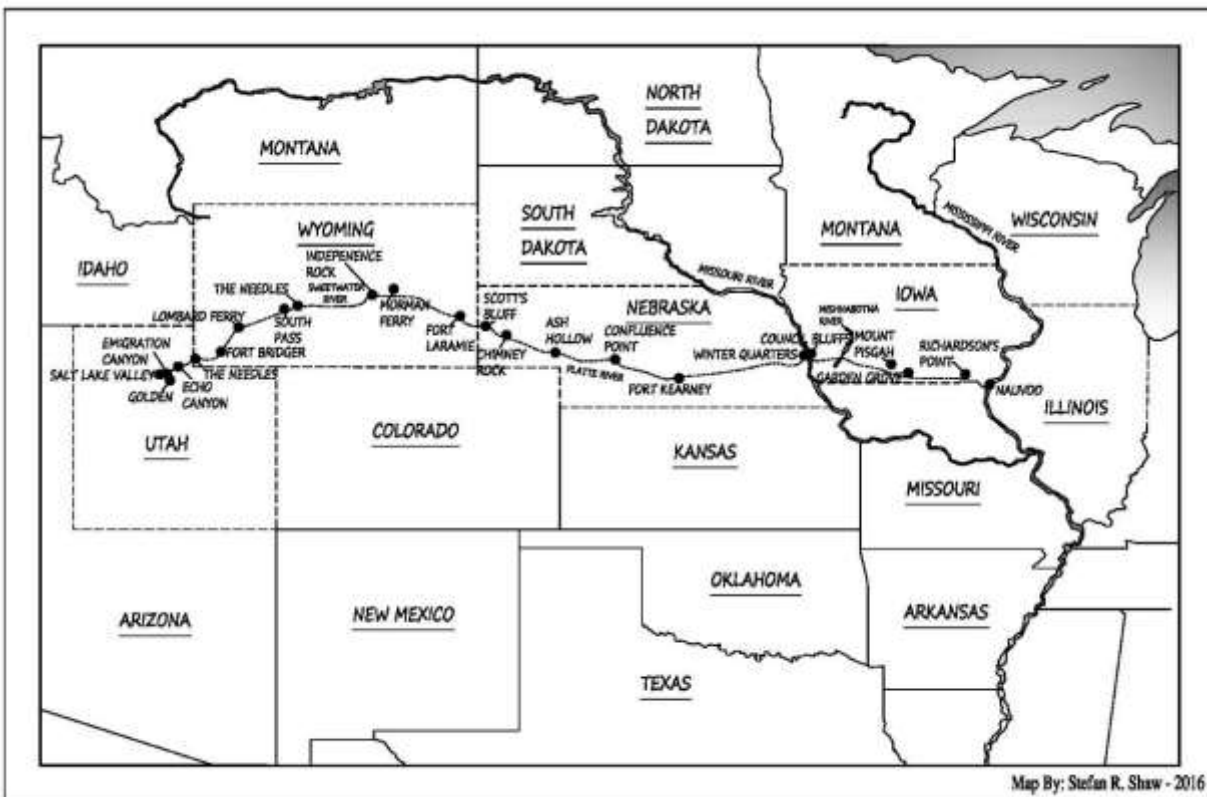 NORTH
DAKOTA
MONTANA
SOUTH
DAKOTA
WYOMING
INDEPENENCE
ROCK
SWEETWATER
RIVER
MISSISSIPPI RIVER
WISCONSIN
MONTANA
IDAHO
THE NEEDLES
MISSOURI RIVER
IOWA
NEBRASKA
LOMBARD FERRY
SOUTH
PASS
MORMAN
FERRY
FORT
LARAMIE
SCOTT'S
BLUFF
CHIMNEY
ROCK
ASH
HOLLOW
CONFLUENCE
POINT
PLATTE RIVER
FORT KEARNEY
WINTER QUARTERS
COUNCIL
BLUFFS
NISHNABOTNA
RIVER
MOUNT
PISGAH
GARDEN GROVE
RICHARDSON'S
POINT
NAUVOO
EMIGRATION
CANYON
FORT BRIDGER
SALT LAKE VALLEY
THE NEEDLES
GOLDEN
ECHO
CANYON
ILLINOIS
UTAH
COLORADO
KANSAS
MISSOURI
ARIZONA
NEW MEXICO
OKLAHOMA
ARKANSAS
TEXAS
Map By: Stefan R. Shaw - 2016